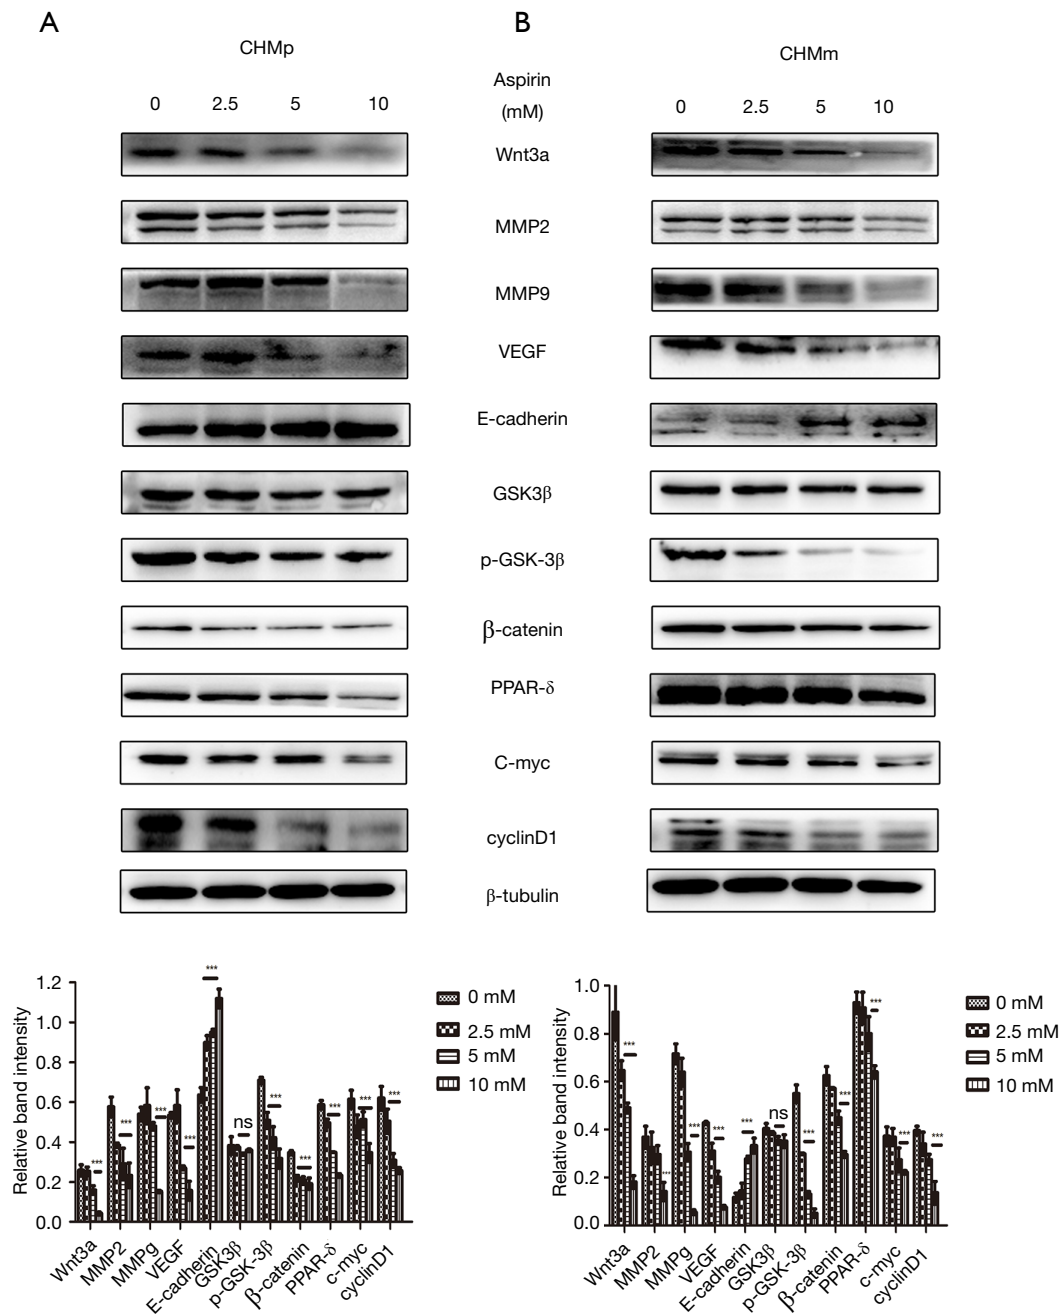 A
B
CHMp
CHMm
Aspirin
(mM)
0 2.5 5 10
0 2.5 5 10
Wnt3a
MMP2
MMP9
VEGF
E-cadherin
GSK3β
p-GSK-3β
β-catenin
PPAR-δ
C-myc
cyclinD1
β-tubulin
Relative band intensity
1.2
1.0
0.8
0.6
0.4
0.2
0.0
*** *** *** *** *** ns *** *** *** *** ***
0 mM
2.5 mM
5 mM
10 mM
Wnt3a MMP2 MMPg VEGF E-cadherin GSK3β p-GSK-3β β-catenin PPAR-δ c-myc cyclinD1
Relative band intensity
1.0
0.8
0.6
0.4
0.2
0.0
*** *** *** *** *** ns *** *** *** *** ***
0 mM
2.5 mM
5 mM
10 mM
Wnt3a MMP2 MMPg VEGF E-cadherin GSK3β p-GSK-3β β-catenin PPAR-δ c-myc cyclinD1